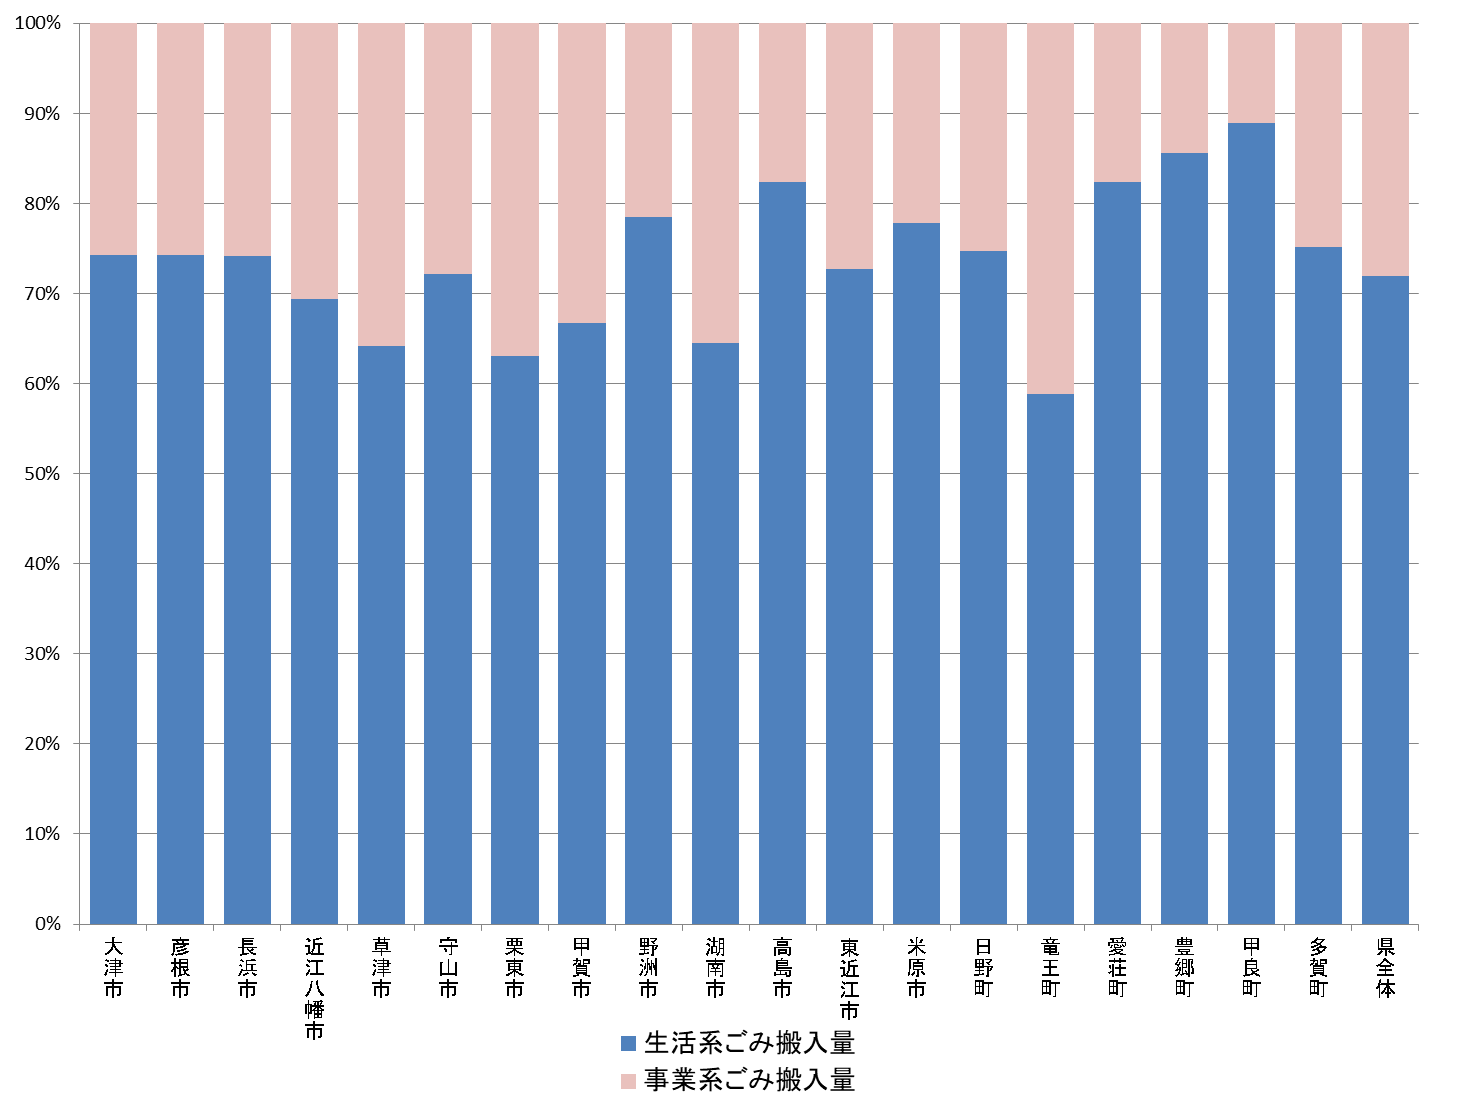 100%
90%
80%
70%
60%
50%
40%
30%
20%
10%
0%
大津市
彦根市
長浜市
近江八幡市
草津市
守山市
栗東市
甲賀市
野洲市
湖南市
高島市
東近江市
米原市
日野町
竜王町
愛荘町
豊郷町
甲良町
多賀町
県全体
生活系ごみ搬入量
事業系ごみ搬入量